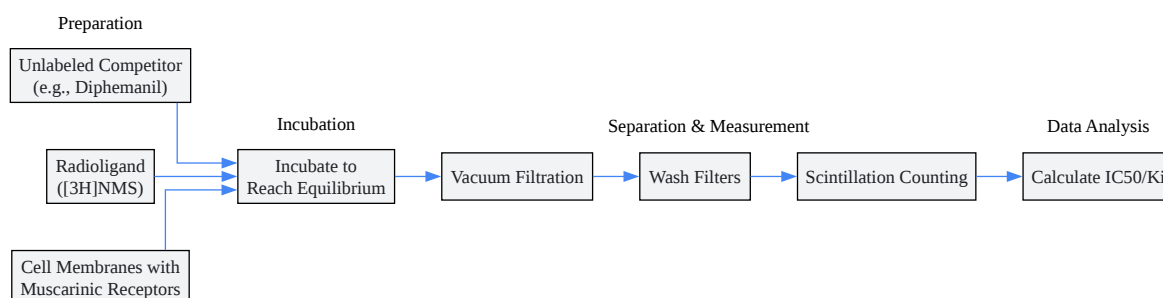 Preparation
Unlabeled Competitor
(e.g., Diphemanil)
Radioligand
([3H]NMS)
Cell Membranes with
Muscarinic Receptors
Incubation
Incubate to
Reach Equilibrium
Separation & Measurement
Vacuum Filtration
Wash Filters
Scintillation Counting
Data Analysis
Calculate IC50/Ki